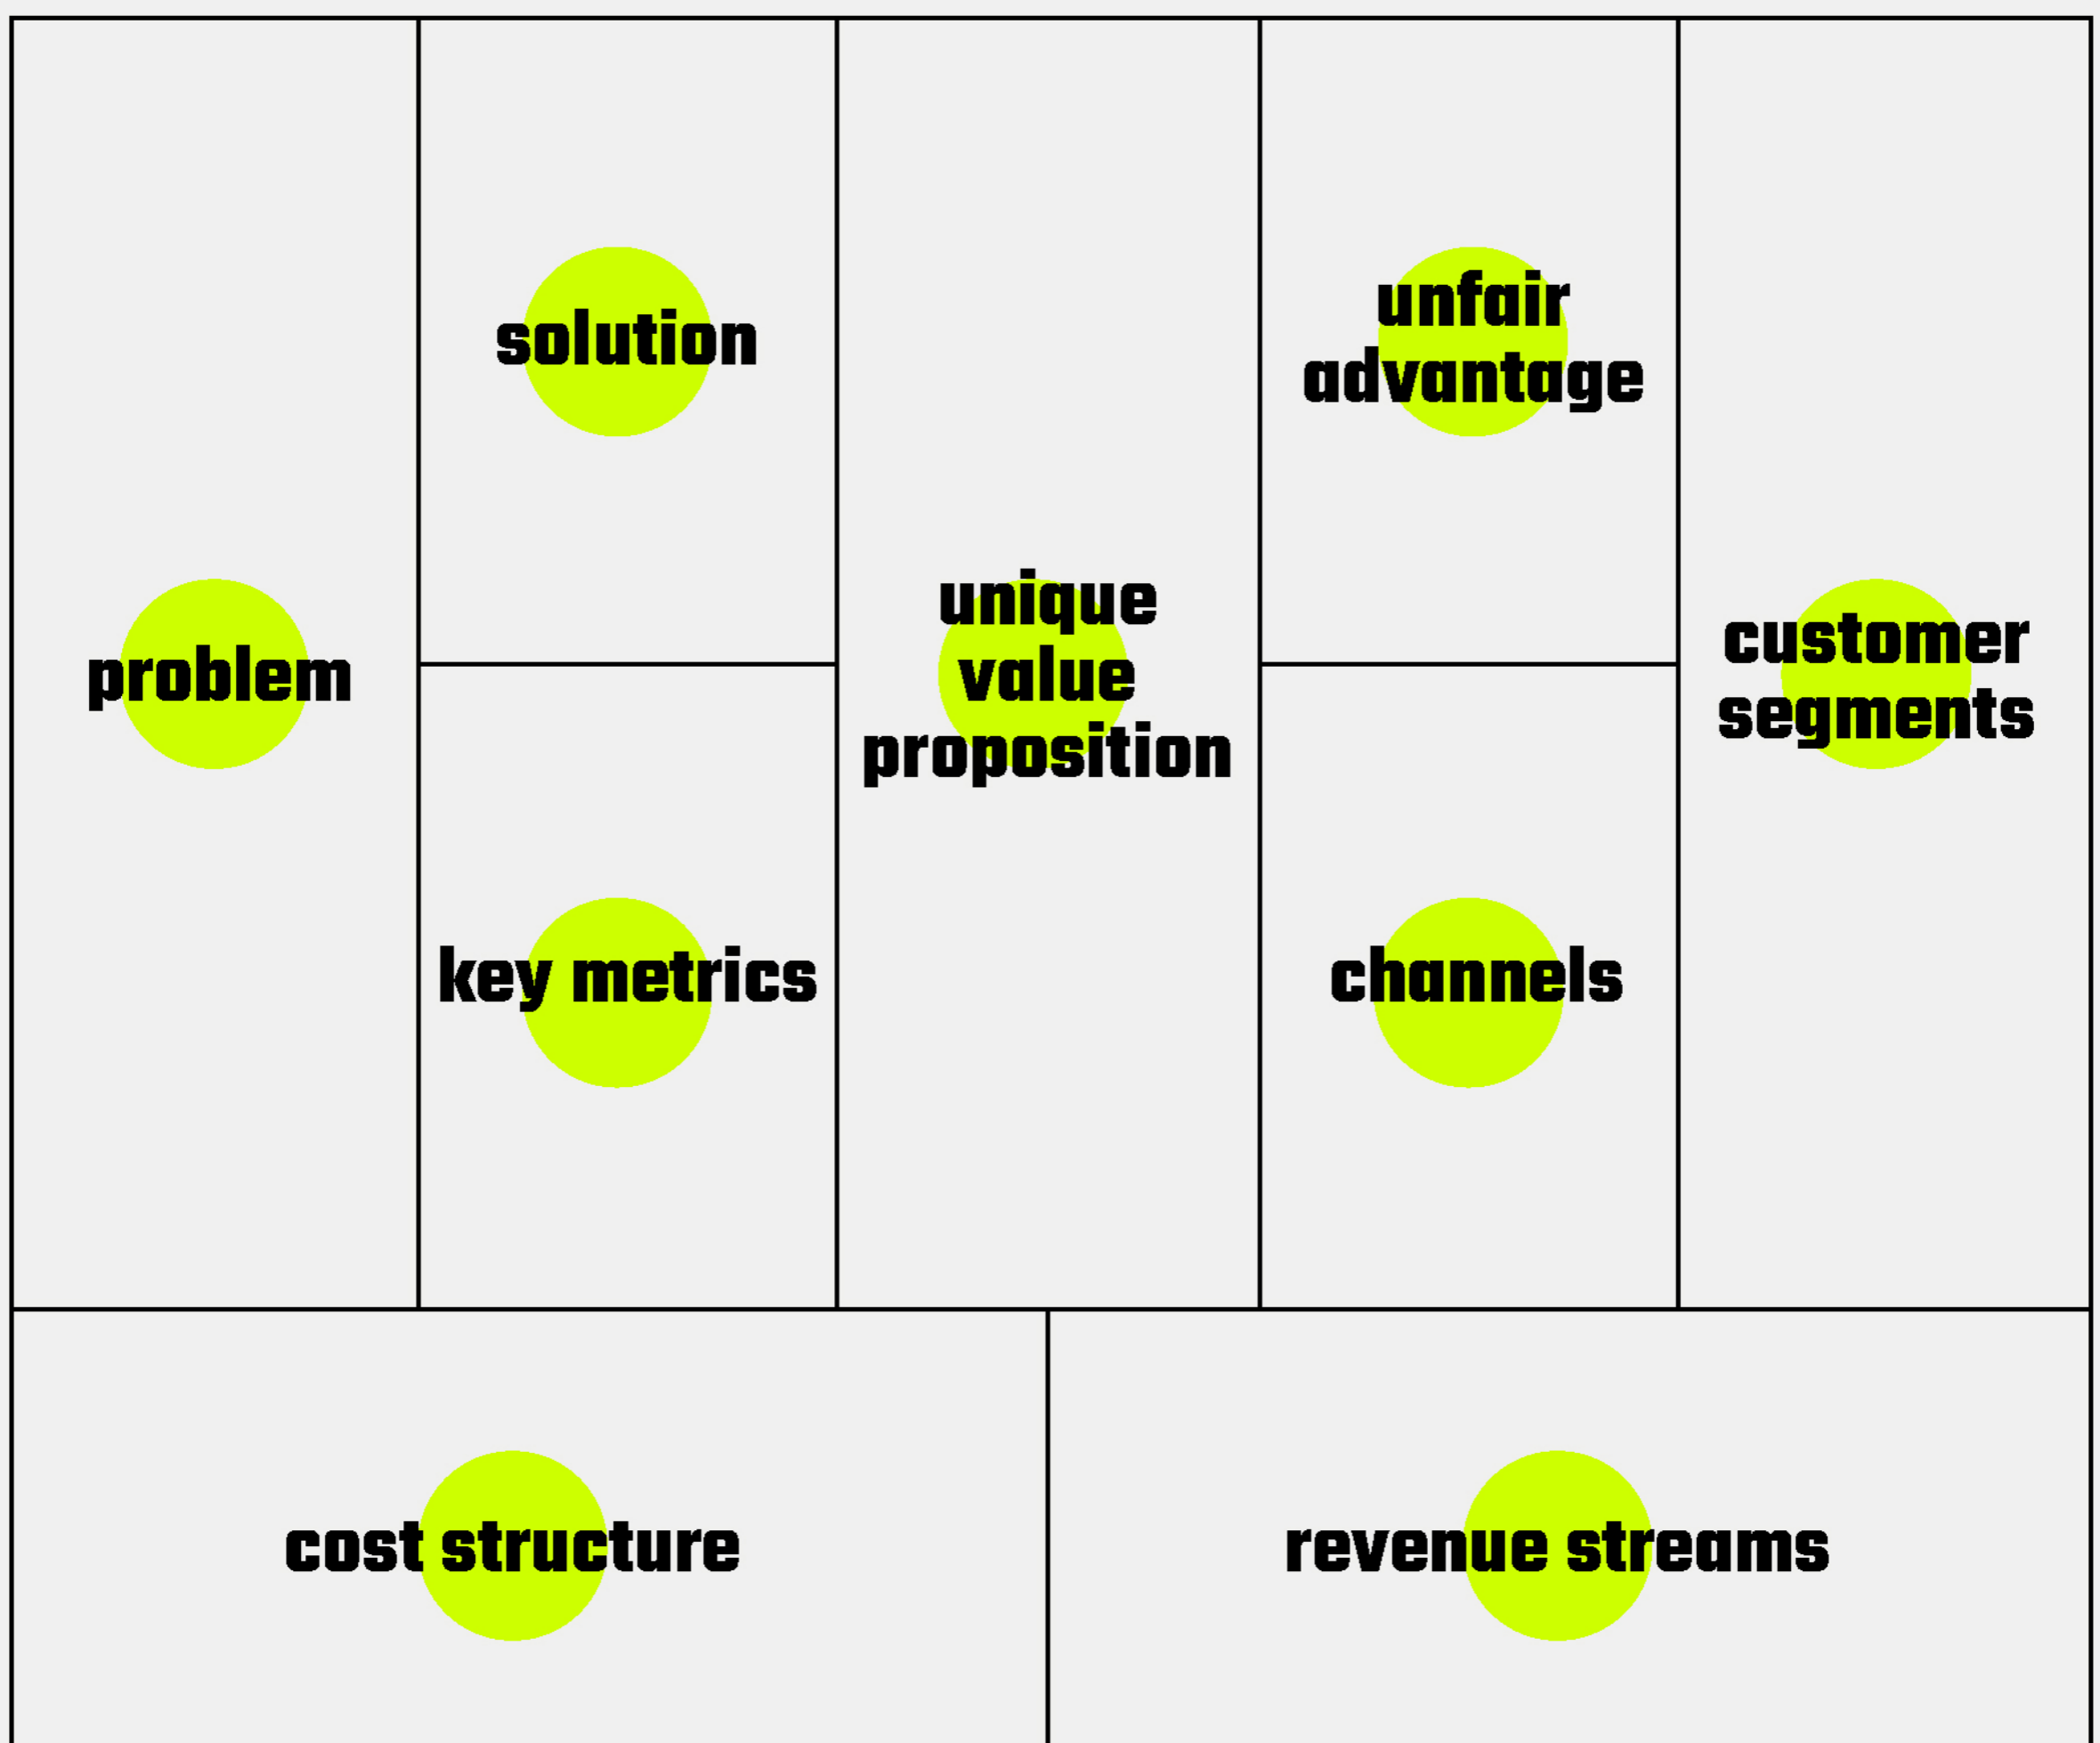 problem
solution
key metrics
unique
value
proposition
unfair
advantage
channels
customer
segments
cost structure
revenue streams